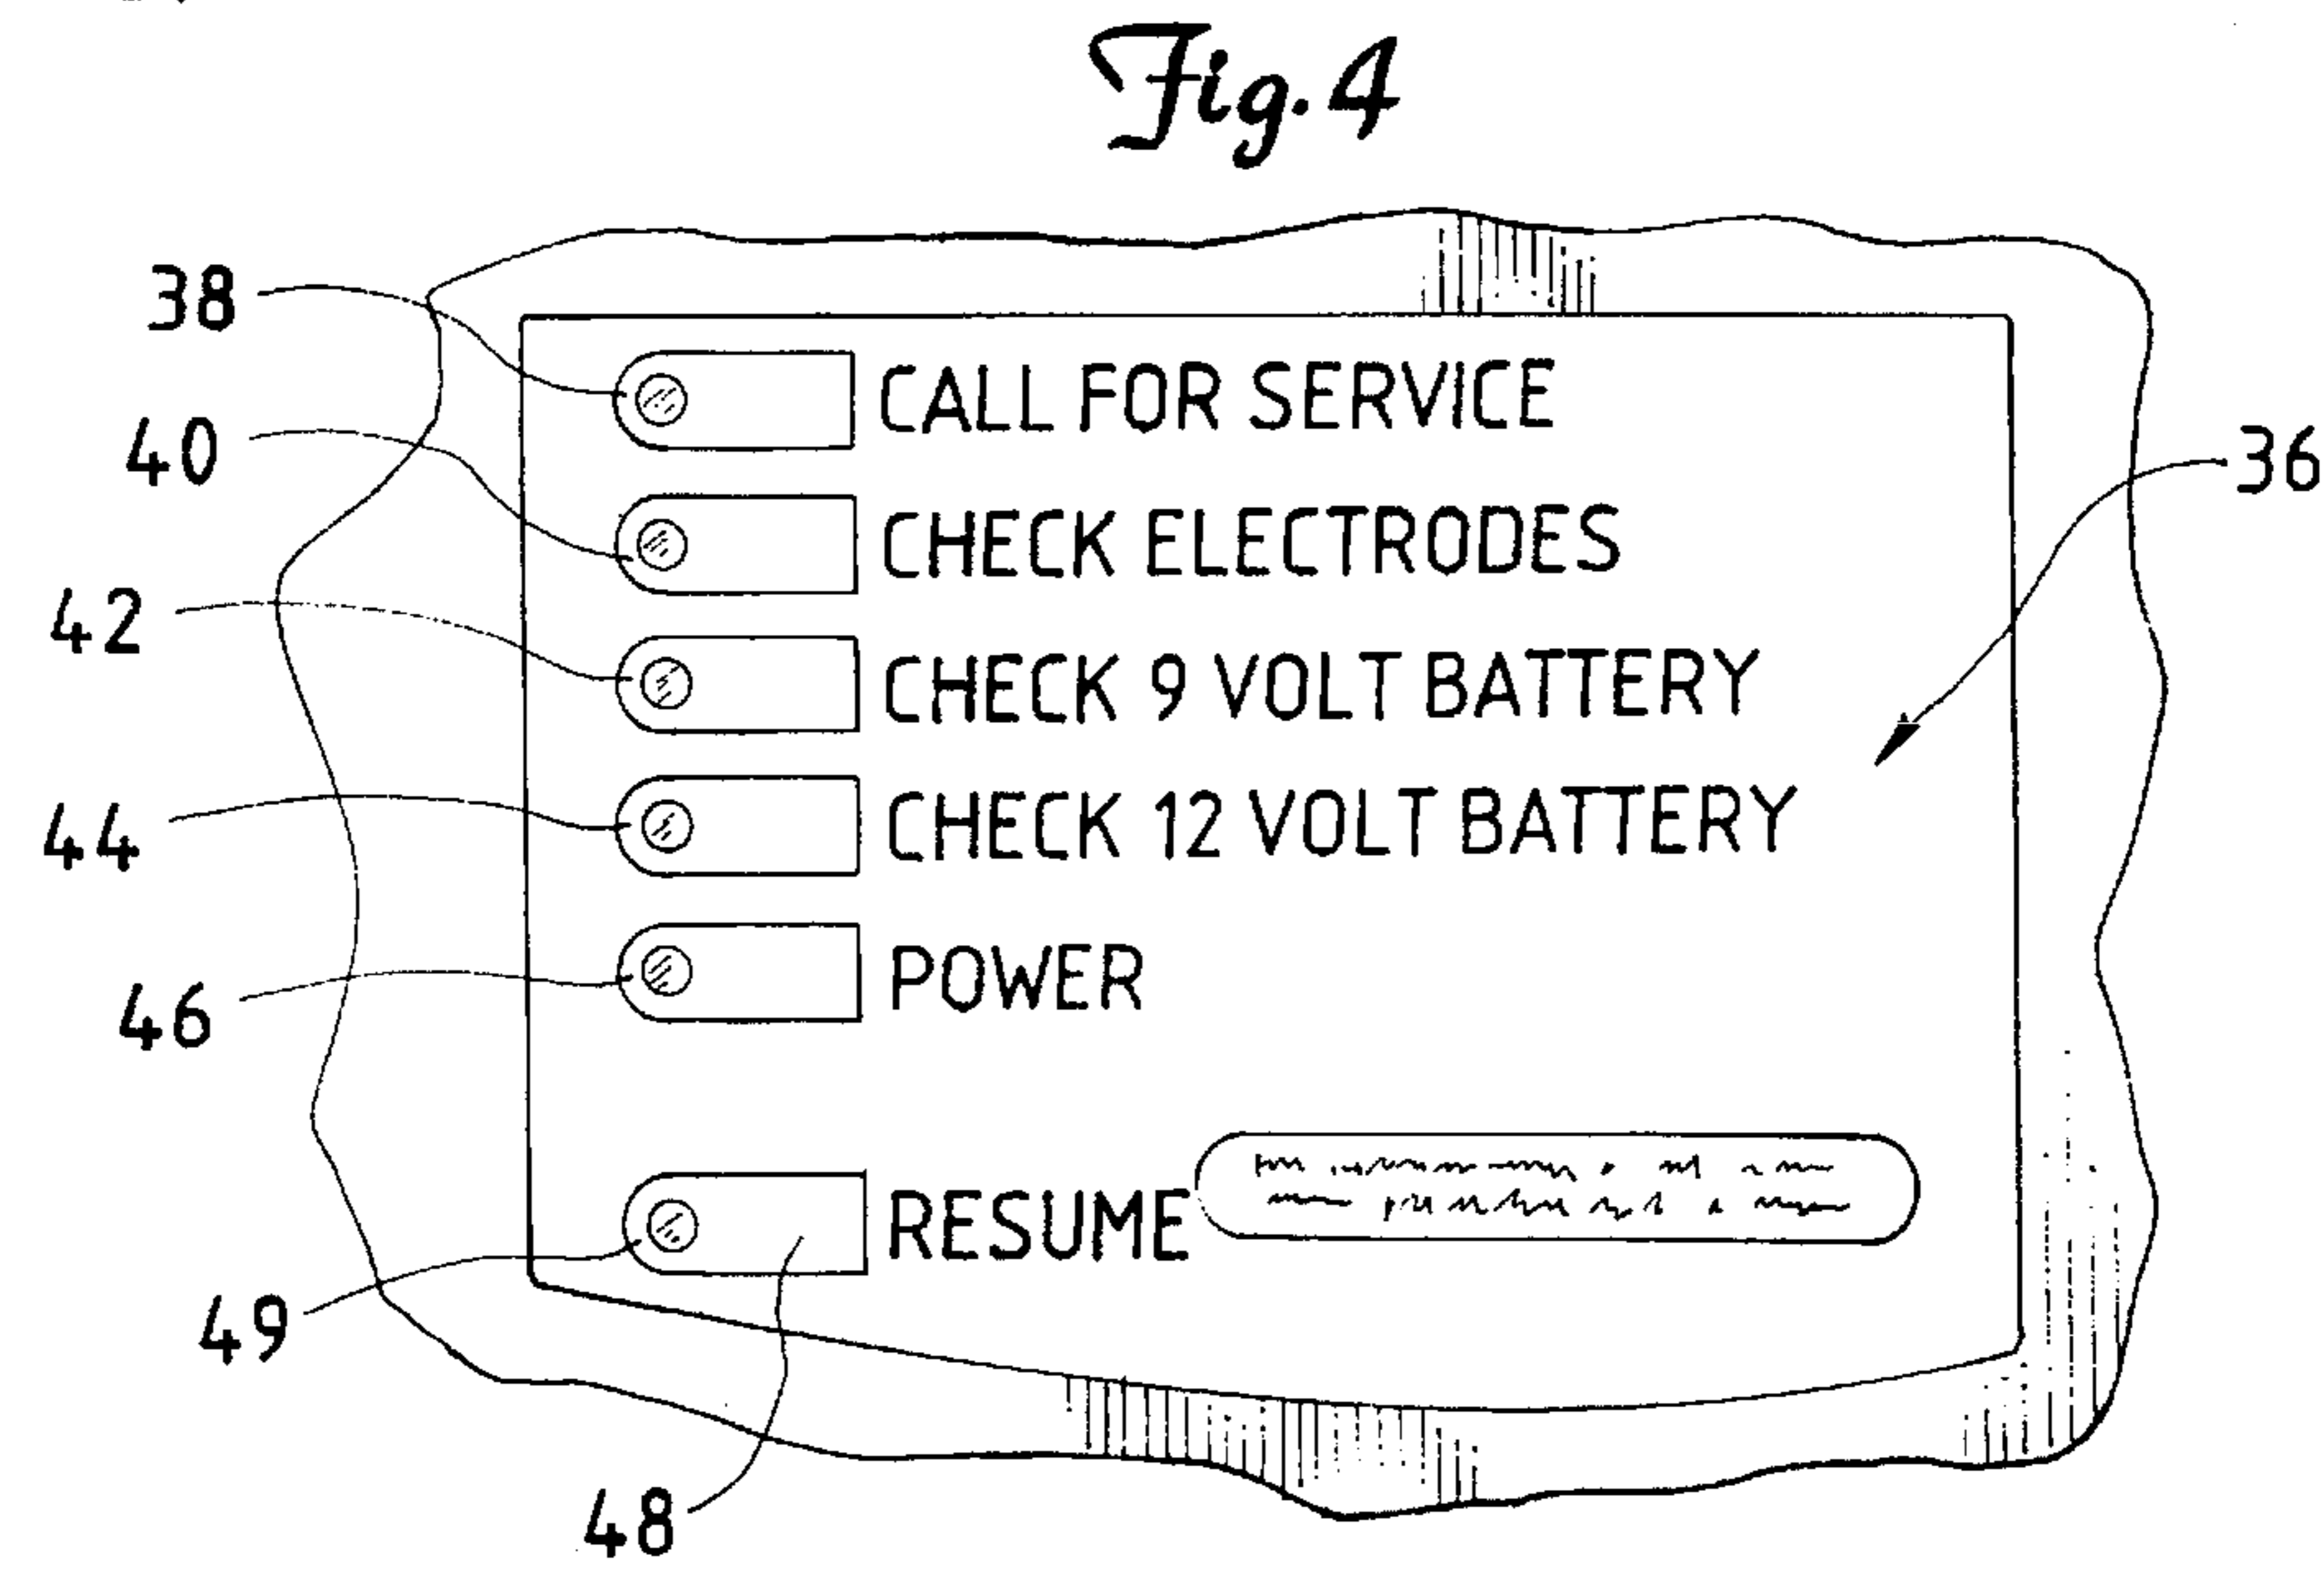 Fig. 4
38
CALL FOR SERVICE
40
CHECK ELECTRODES
36
42
CHECK 9 VOLT BATTERY
44
CHECK 12 VOLT BATTERY
46
POWER
RESUME
49
48